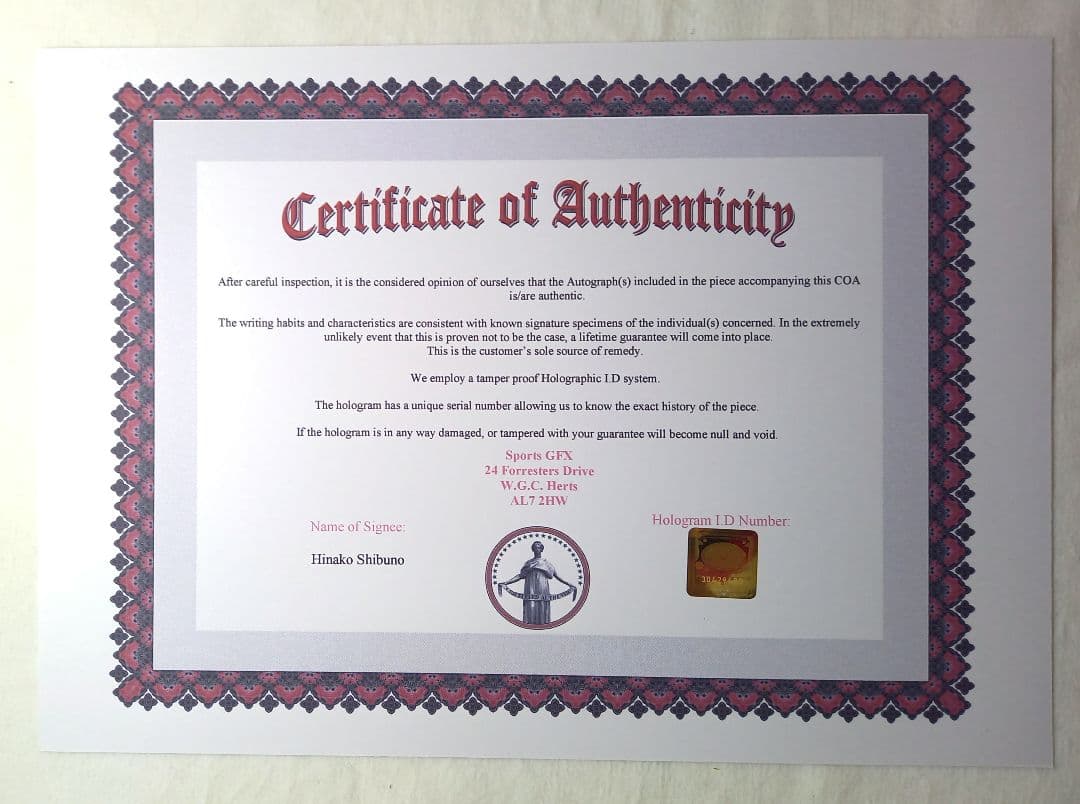 Certificate of Authenticity
After careful inspection, it is the considered opinion of ourselves that the Autograph(s) included in the piece accompanying this COA
is/are authentic.
The writing habits and characteristics are consistent with known signature specimens of the individual(s) concerned. In the extremely
unlikely event that this is proven not to be the case, a lifetime guarantee will come into place.
This is the customer's sole source of remedy.
We employ a tamper proof Holographic I.D system.
The hologram has a unique serial number allowing us to know the exact history of the piece.
If the hologram is in any way damaged, or tampered with your guarantee will become null and void.
Sports GFX
24 Forresters Drive
W.G.C. Herts
AL7 2HW
Name of Signee:
Hinako Shibuno
Hologram I.D Number: